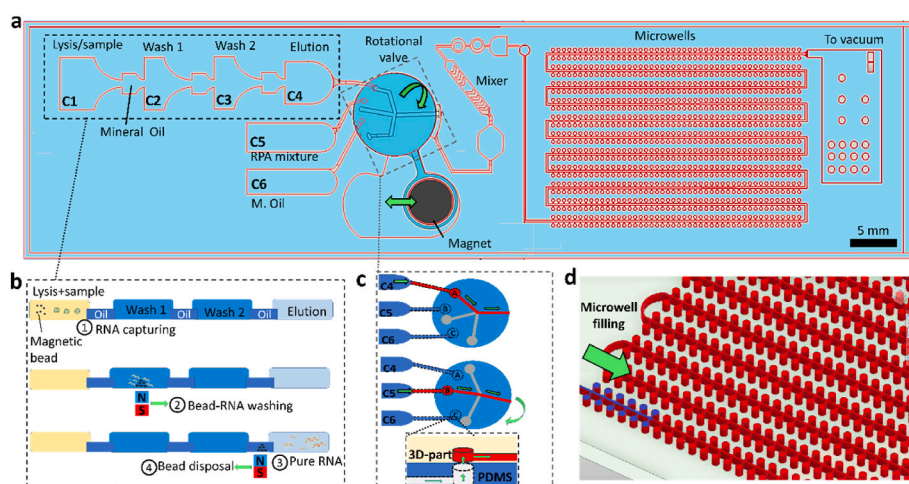 a
Lysis/sample
Wash 1
Wash 2
Elution
Rotational
valve
Microwells
To vacuum
Mixer
C1
C2
C3
C4
Mineral Oil
C5
RPA mixture
C6
M. Oil
Magnet
5 mm
b
Lysis+sample
Wash 1
Wash 2
Oil
Oil
Oil
Elution
1 RNA capturing
Magnetic
bead
N
S
2 Bead-RNA washing
4 Bead disposal
N
S
3 Pure RNA
c
C4
A
C5
B
C6
C
C4
A
C5
B
C6
C
3D-part
PDMS
d
Microwell
filling